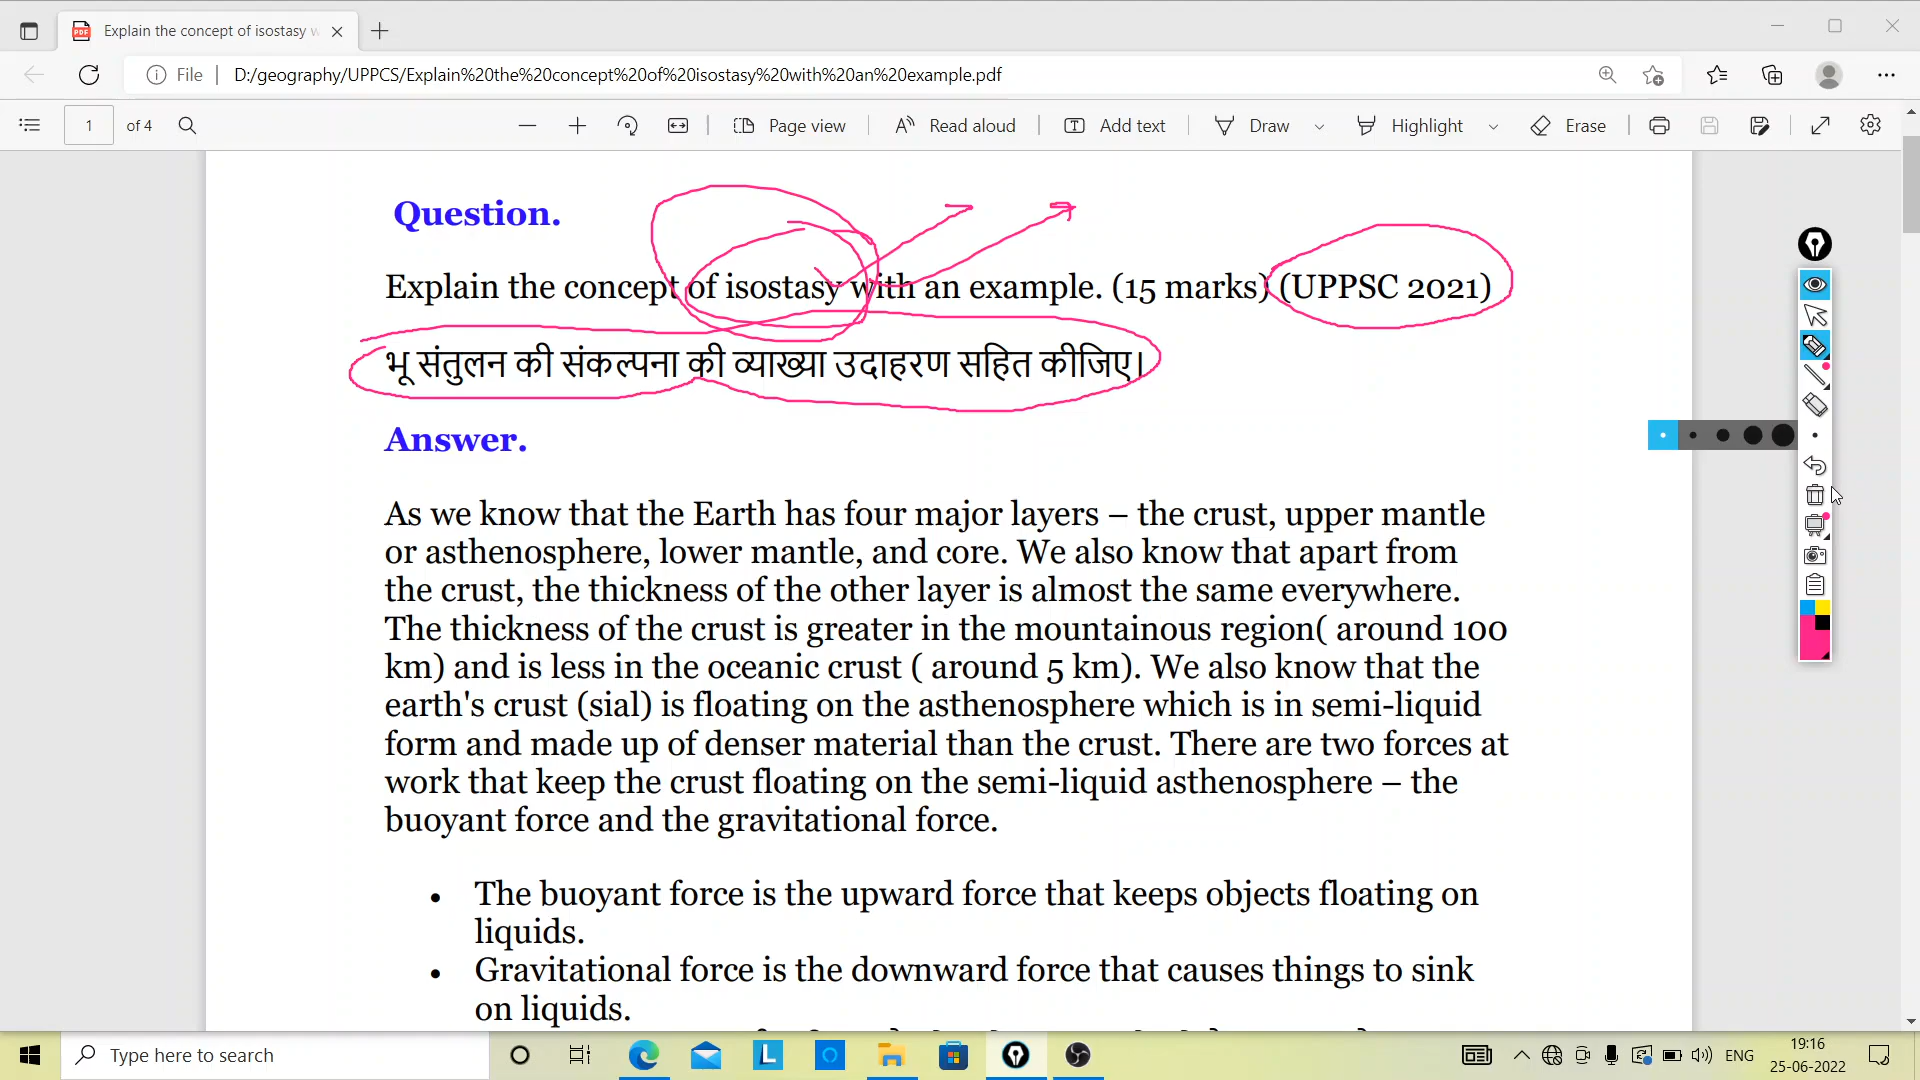 Explain the concept of isostasy w
File
D:/geography/UPPCS/Explain%20the%20concept%20of%20isostasy%20with%20an%20example.pdf
1 of 4
Page view
Read aloud
Add text
Draw
Highlight
Erase
Question.
Explain the concept of isostasy with an example. (15 marks) (UPPSC 2021)
भू संतुलन की संकल्पना की व्याख्या उदाहरण सहित कीजिए।
Answer.
As we know that the Earth has four major layers – the crust, upper mantle
or asthenosphere, lower mantle, and core. We also know that apart from
the crust, the thickness of the other layer is almost the same everywhere.
The thickness of the crust is greater in the mountainous region( around 100
km) and is less in the oceanic crust ( around 5 km). We also know that the
earth's crust (sial) is floating on the asthenosphere which is in semi-liquid
form and made up of denser material than the crust. There are two forces at
work that keep the crust floating on the semi-liquid asthenosphere – the
buoyant force and the gravitational force.
• The buoyant force is the upward force that keeps objects floating on
liquids.
• Gravitational force is the downward force that causes things to sink
on liquids.
Type here to search
ENG
19:16
25-06-2022